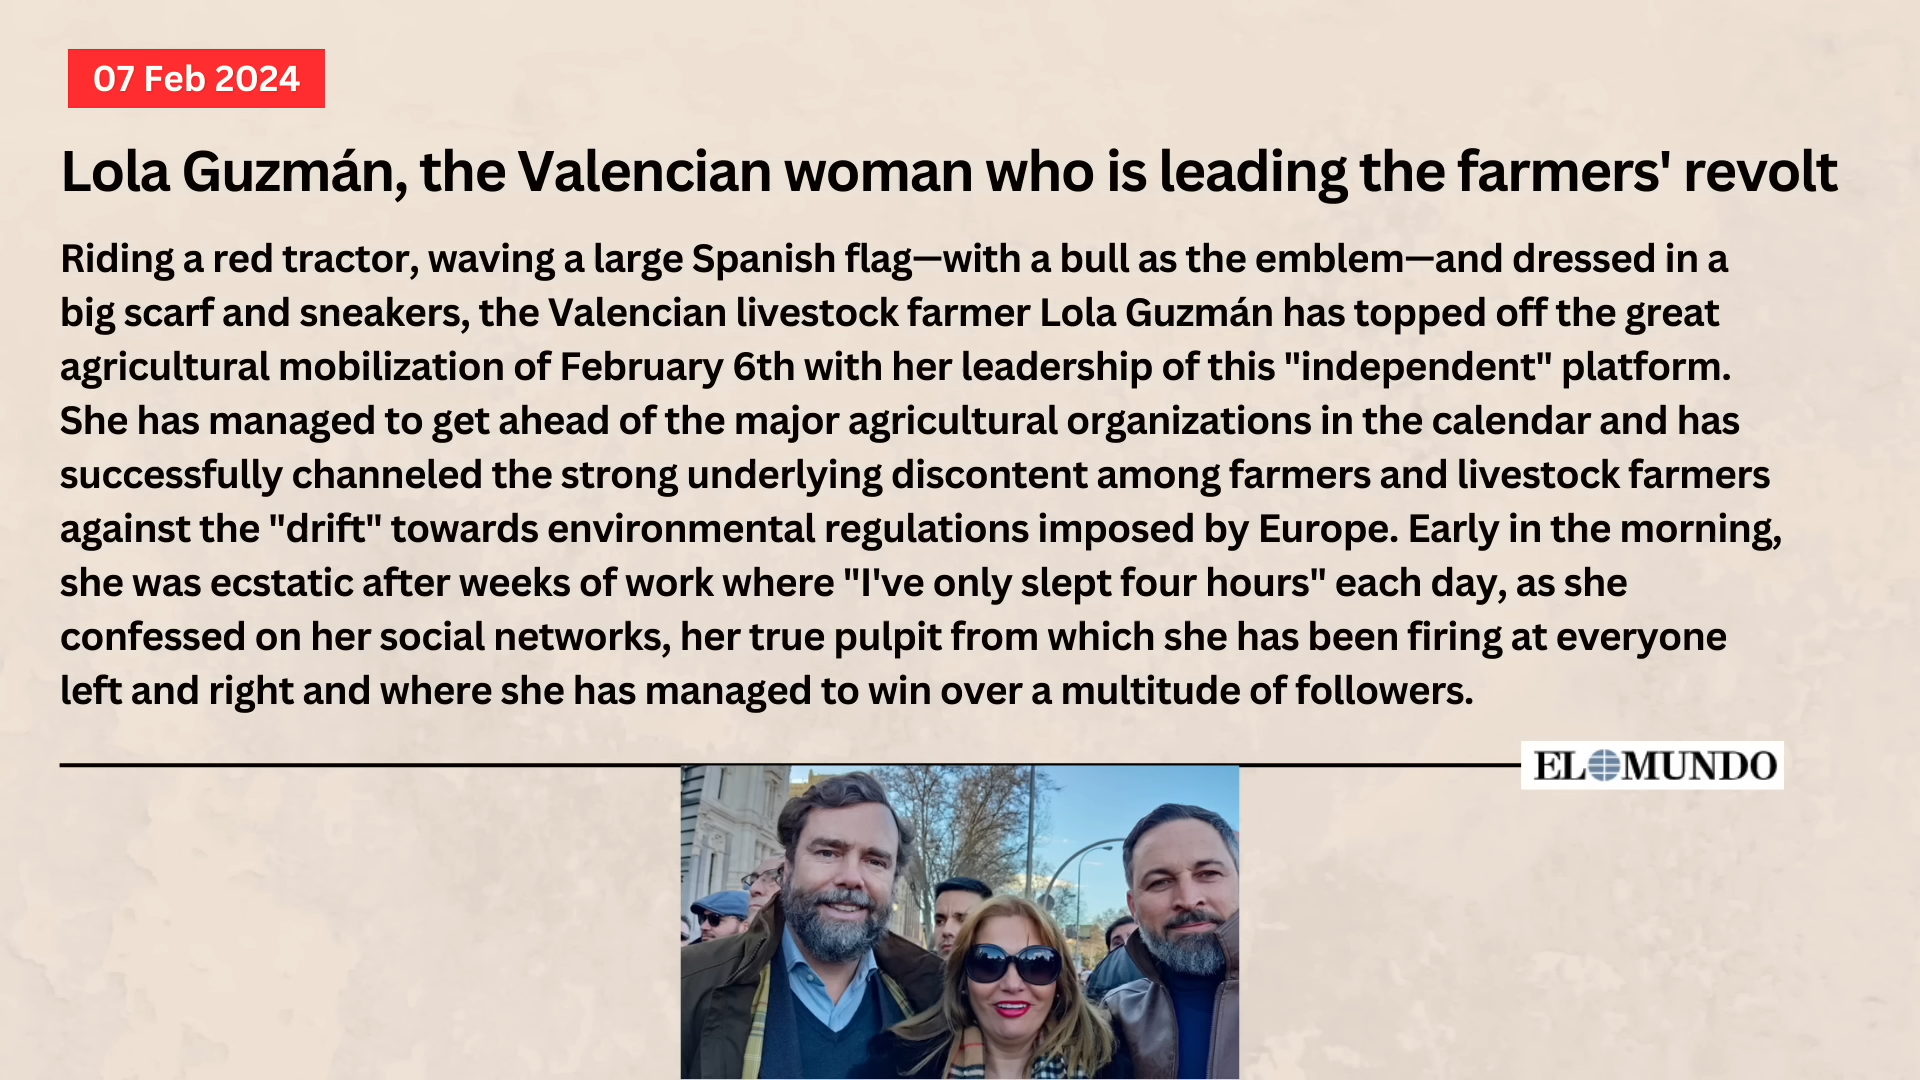 07 Feb 2024
Lola Guzmán, the Valencian woman who is leading the farmers' revolt
Riding a red tractor, waving a large Spanish flag—with a bull as the emblem—and dressed in a
big scarf and sneakers, the Valencian livestock farmer Lola Guzmán has topped off the great
agricultural mobilization of February 6th with her leadership of this "independent" platform.
She has managed to get ahead of the major agricultural organizations in the calendar and has
successfully channeled the strong underlying discontent among farmers and livestock farmers
against the "drift" towards environmental regulations imposed by Europe. Early in the morning,
she was ecstatic after weeks of work where "I've only slept four hours" each day, as she
confessed on her social networks, her true pulpit from which she has been firing at everyone
left and right and where she has managed to win over a multitude of followers.
EL MUNDO